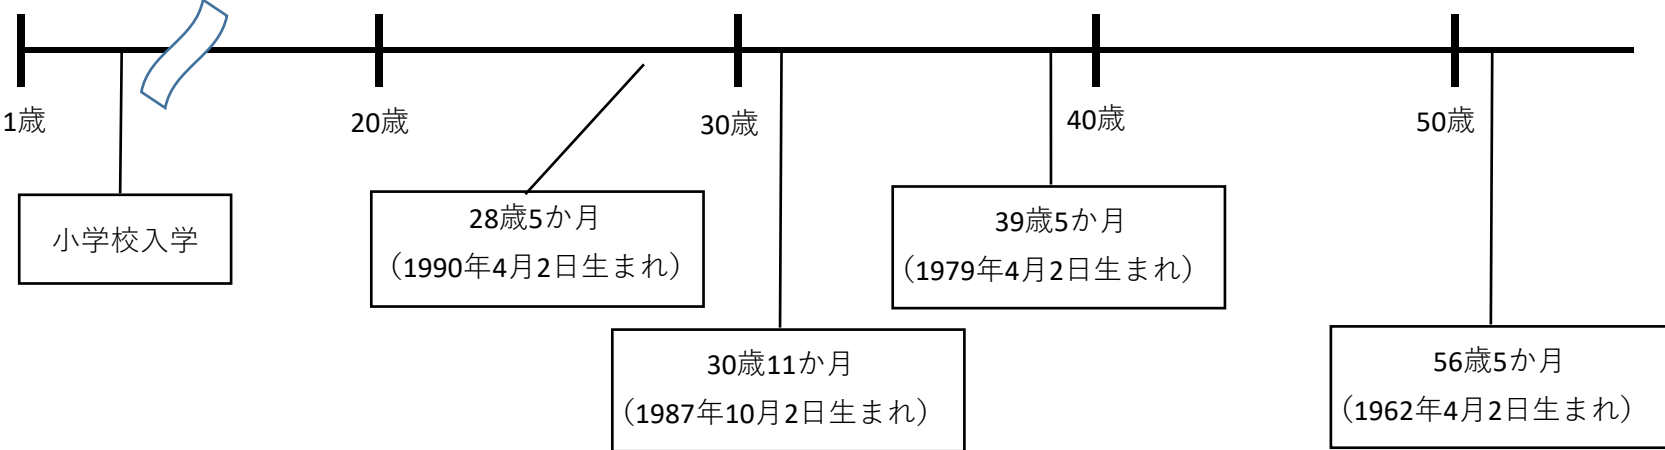 1歳
20歳
30歳
40歳
50歳
小学校入学
28歳5か月
（1990年4月2日生まれ）
39歳5か月
（1979年4月2日生まれ）
30歳11か月
（1987年10月2日生まれ）
56歳5か月
（1962年4月2日生まれ）